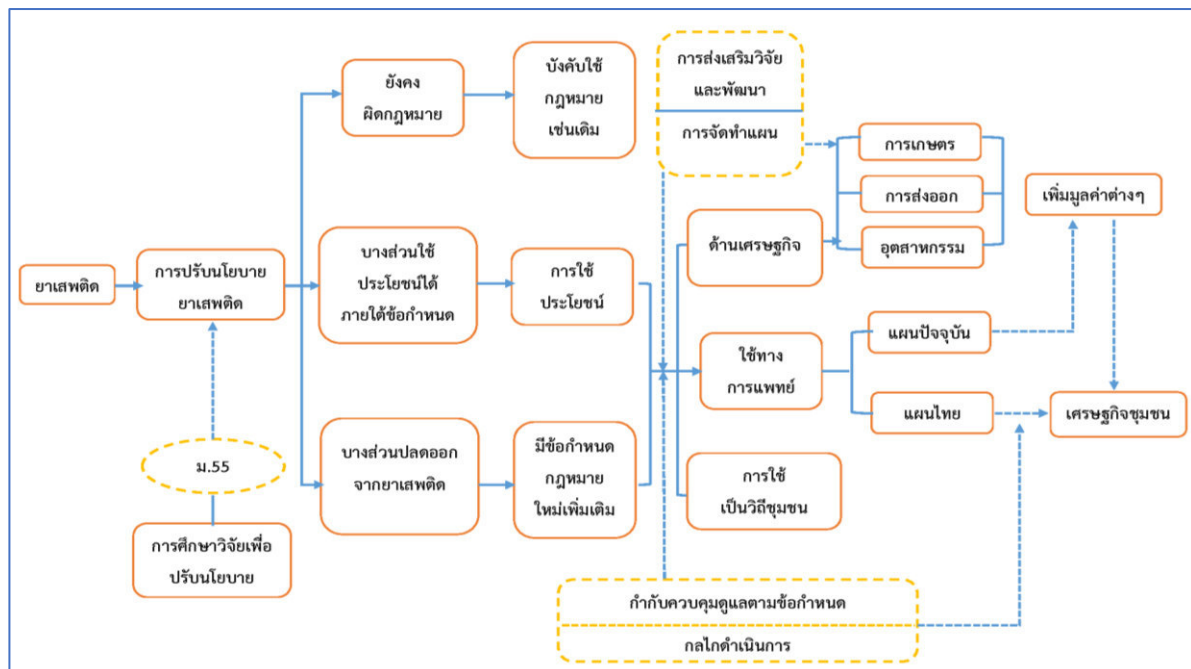 ยาเสพติด
การปรับนโยบาย
ยาเสพติด
ม.55
การศึกษาวิจัยเพื่อ
ปรับนโยบาย
ยังคง
ผิดกฎหมาย
บังคับใช้
กฎหมาย
เช่นเดิม
บางส่วนใช้
ประโยชน์ได้
ภายใต้ข้อกำหนด
การใช้
ประโยชน์
บางส่วนปลดออก
จากยาเสพติด
มีข้อกำหนด
กฎหมาย
ใหม่เพิ่มเติม
การส่งเสริมวิจัย
และพัฒนา
การจัดทำแผน
ด้านเศรษฐกิจ
การเกษตร
การส่งออก
อุตสาหกรรม
ใช้ทาง
การแพทย์
แผนปัจจุบัน
แผนไทย
การใช้
เป็นวิถีชุมชน
เพิ่มมูลค่าต่างๆ
เศรษฐกิจชุมชน
กำกับควบคุมดูแลตามข้อกำหนด
กลไกดำเนินการ